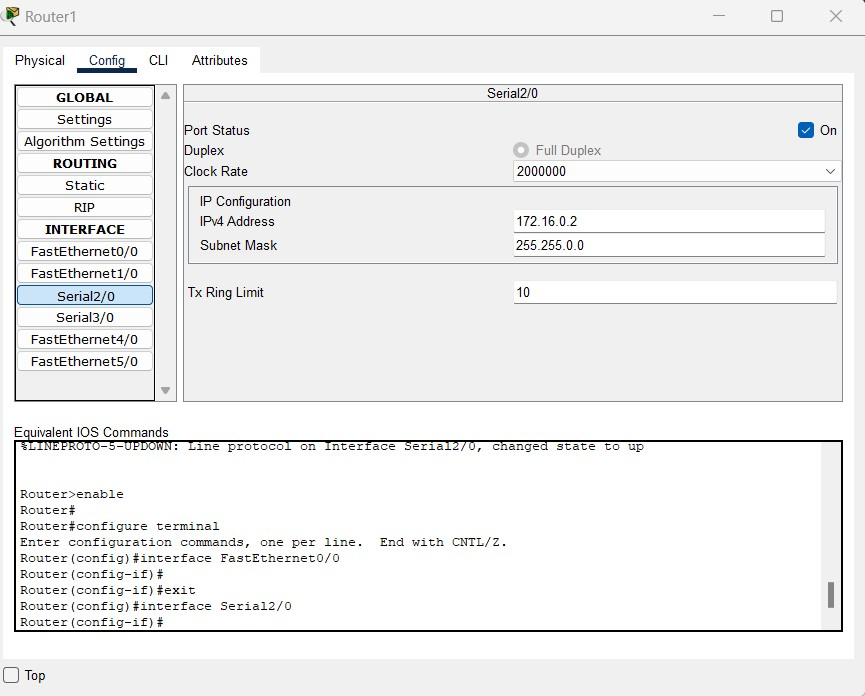 Router1
Physical Config CLI Attributes
GLOBAL
Settings
Algorithm Settings
ROUTING
Static
RIP
INTERFACE
FastEthernet0/0
FastEthernet1/0
Serial2/0
Serial3/0
FastEthernet4/0
FastEthernet5/0
Serial2/0
Port Status On
Duplex Full Duplex
Clock Rate 2000000
IP Configuration
IPv4 Address 172.16.0.2
Subnet Mask 255.255.0.0
Tx Ring Limit 10
Equivalent IOS Commands
%LINEPROTO-5-UPDOWN: Line protocol on Interface Serial2/0, changed state to up
Router>enable
Router#
Router#configure terminal
Enter configuration commands, one per line.  End with CNTL/Z.
Router(config)#interface FastEthernet0/0
Router(config-if)#
Router(config-if)#exit
Router(config)#interface Serial2/0
Router(config-if)#
Top